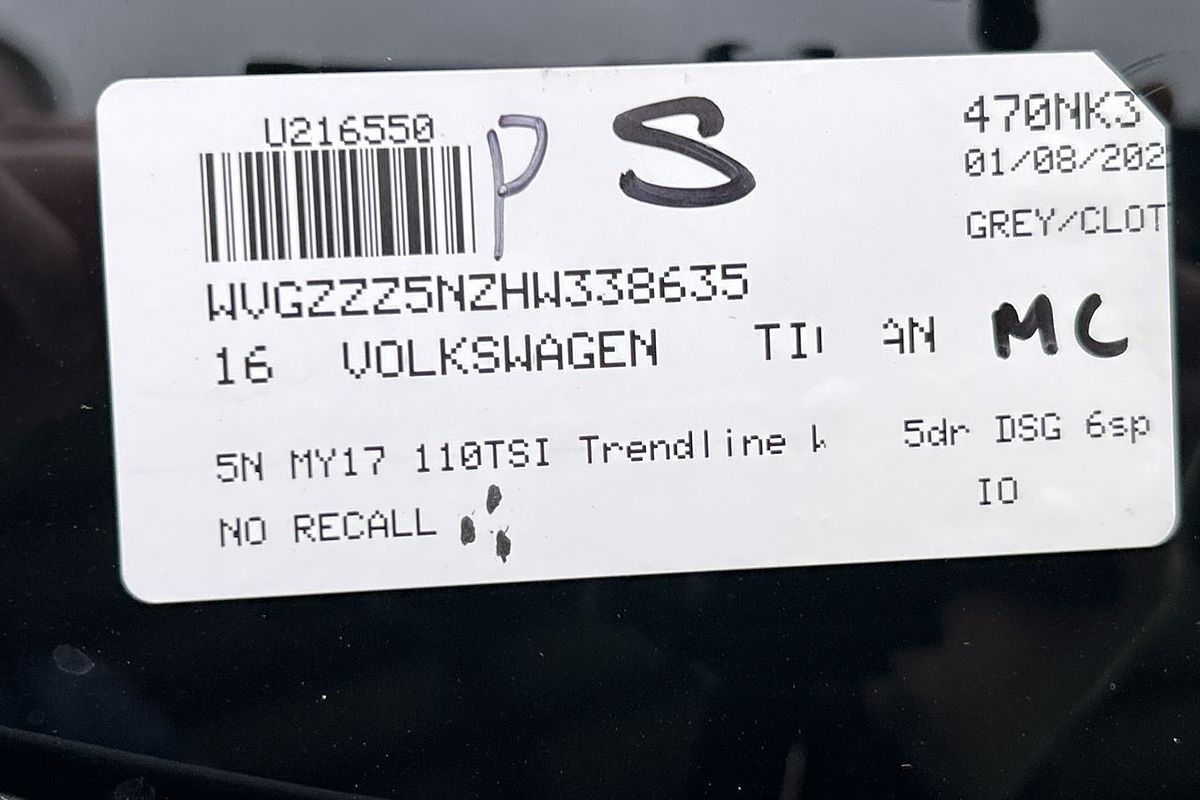 U216550 P S 470NK3
01/08/202
GREY/CLOT
WVGZZZ5NZHW338635
16 VOLKSWAGEN AN MC
5N MY17 110TSI Trendline 5dr DSG 6sp
NO RECALL IO